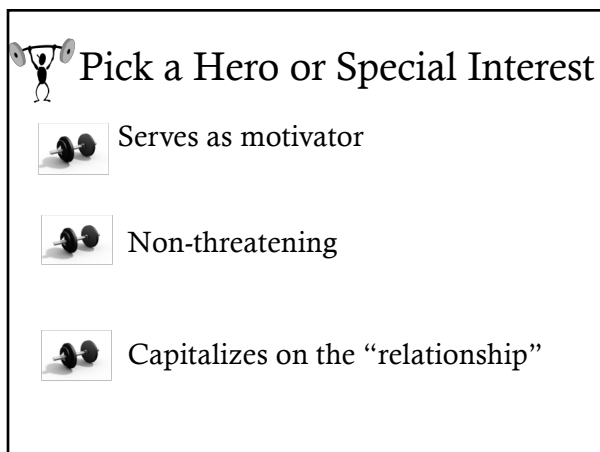 Pick a Hero or Special Interest
Serves as motivator
Non-threatening
Capitalizes on the “relationship”